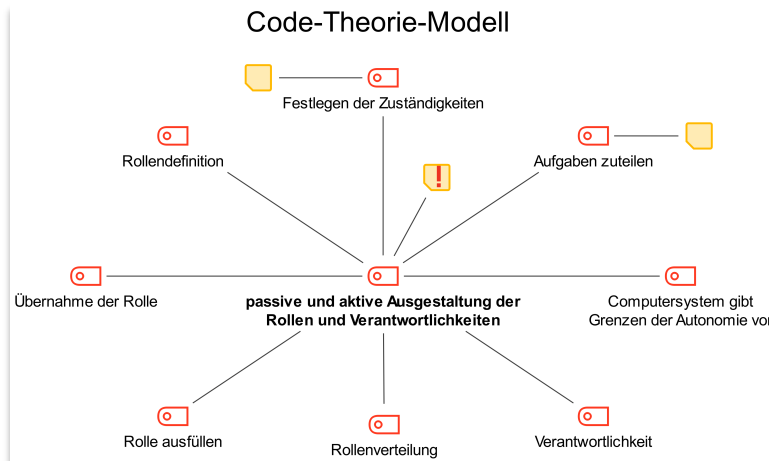 Code-Theorie-Modell
Festlegen der Zuständigkeiten
Rollendefinition
Aufgaben zuteilen
!
Übernahme der Rolle
passive und aktive Ausgestaltung der
Rollen und Verantwortlichkeiten
Computersystem gibt
Grenzen der Autonomie vor
Rolle ausfüllen
Rollenverteilung
Verantwortlichkeit